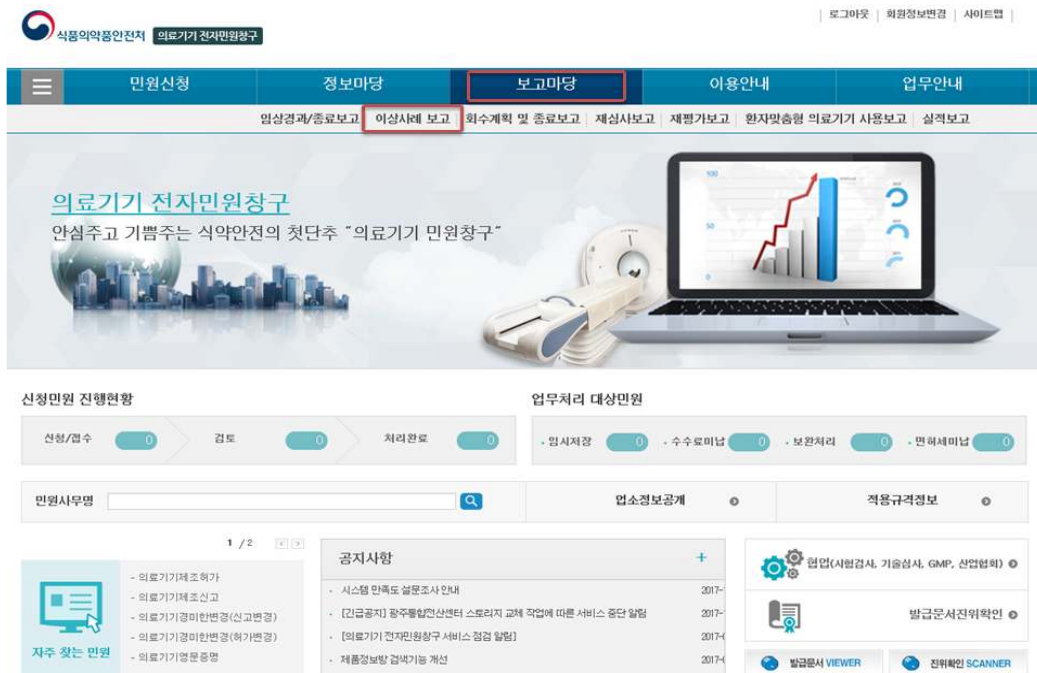 로그아웃 | 회원정보변경 | 사이트맵 |
식품의약품안전처 의료기기 전자민원창구
민원신청 정보마당 보고마당 이용안내 업무안내
임상경과/종료보고 이상사례 보고 회수계획 및 종료보고 재심사보고 재평가보고 환자맞춤형 의료기기 사용보고 실적보고
의료기기 전자민원창구
안심주고 기쁨주는 식약안전의 첫단추 "의료기기 민원창구"
100
50
0
신청민원 진행현황
신청/접수 0 검토 0 처리완료 0
업무처리 대상민원
· 임시저장 0 · 수수료미납 0 · 보완처리 0 · 면허세미납 0
민원사무명
업소정보공개
적용규격정보
1 / 2
자주 찾는 민원
- 의료기기제조허가
- 의료기기제조신고
- 의료기기경미한변경(신고변경)
- 의료기기경미한변경(허가변경)
- 의료기기영문증명
공지사항 +
· 시스템 만족도 설문조사 안내 2017-
· [긴급공지] 광주통합전산센터 스토리지 교체 작업에 따른 서비스 중단 알림 2017-
· [의료기기 전자민원창구 서비스 점검 알림] 2017-
· 제품정보방 검색기능 개선 2017-
협업(시험검사, 기술심사, GMP, 산업협회)
발급문서진위확인
발급문서 VIEWER
진위확인 SCANNER